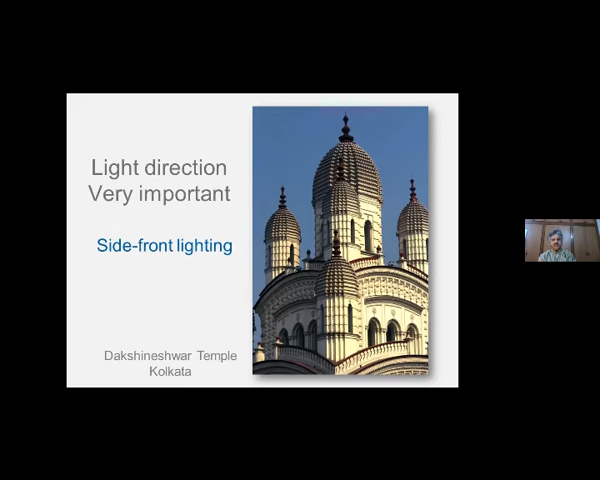 Light direction
Very important
Side-front lighting
Dakshineshwar Temple
Kolkata